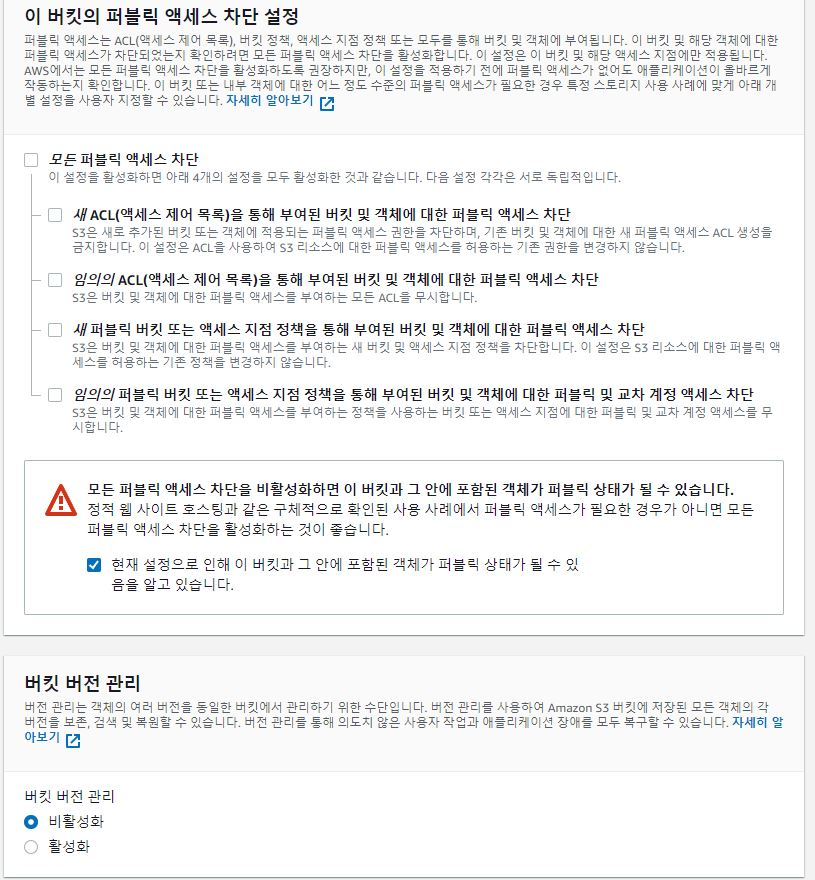 이 버킷의 퍼블릭 액세스 차단 설정
퍼블릭 액세스는 ACL(액세스 제어 목록), 버킷 정책, 액세스 지점 정책 또는 모두를 통해 버킷 및 객체에 부여됩니다. 이 버킷 및 해당 객체에 대한
퍼블릭 액세스가 차단되었는지 확인하려면 모든 퍼블릭 액세스 차단을 활성화합니다. 이 설정은 이 버킷 및 해당 액세스 지점에만 적용됩니다.
AWS에서는 모든 퍼블릭 액세스 차단을 활성화하도록 권장하지만, 이 설정을 적용하기 전에 퍼블릭 액세스가 없어도 애플리케이션이 올바르게
작동하는지 확인합니다. 이 버킷 또는 내부 객체에 대한 어느 정도 수준의 퍼블릭 액세스가 필요한 경우 특정 스토리지 사용 사례에 맞게 아래 개
별 설정을 사용자 지정할 수 있습니다. 자세히 알아보기
모든 퍼블릭 액세스 차단
이 설정을 활성화하면 아래 4개의 설정을 모두 활성화한 것과 같습니다. 다음 설정 각각은 서로 독립적입니다.
새 ACL(액세스 제어 목록)을 통해 부여된 버킷 및 객체에 대한 퍼블릭 액세스 차단
S3은 새로 추가된 버킷 또는 객체에 적용되는 퍼블릭 액세스 권한을 차단하며, 기존 버킷 및 객체에 대한 새 퍼블릭 액세스 ACL 생성을
금지합니다. 이 설정은 ACL을 사용하여 S3 리소스에 대한 퍼블릭 액세스를 허용하는 기존 권한을 변경하지 않습니다.
임의의 ACL(액세스 제어 목록)을 통해 부여된 버킷 및 객체에 대한 퍼블릭 액세스 차단
S3은 버킷 및 객체에 대한 퍼블릭 액세스를 부여하는 모든 ACL을 무시합니다.
새 퍼블릭 버킷 또는 액세스 지점 정책을 통해 부여된 버킷 및 객체에 대한 퍼블릭 액세스 차단
S3은 버킷 및 객체에 대한 퍼블릭 액세스를 부여하는 새 버킷 및 액세스 지점 정책을 차단합니다. 이 설정은 S3 리소스에 대한 퍼블릭 액
세스를 허용하는 기존 정책을 변경하지 않습니다.
임의의 퍼블릭 버킷 또는 액세스 지점 정책을 통해 부여된 버킷 및 객체에 대한 퍼블릭 및 교차 계정 액세스 차단
S3은 버킷 및 객체에 대한 퍼블릭 액세스를 부여하는 정책을 사용하는 버킷 또는 액세스 지점에 대한 퍼블릭 및 교차 계정 액세스를 무
시합니다.
모든 퍼블릭 액세스 차단을 비활성화하면 이 버킷과 그 안에 포함된 객체가 퍼블릭 상태가 될 수 있습니다.
정적 웹 사이트 호스팅과 같은 구체적으로 확인된 사용 사례에서 퍼블릭 액세스가 필요한 경우가 아니면 모든
퍼블릭 액세스 차단을 활성화하는 것이 좋습니다.
현재 설정으로 인해 이 버킷과 그 안에 포함된 객체가 퍼블릭 상태가 될 수 있
음을 알고 있습니다.
버킷 버전 관리
버전 관리는 객체의 여러 버전을 동일한 버킷에서 관리하기 위한 수단입니다. 버전 관리를 사용하여 Amazon S3 버킷에 저장된 모든 객체의 각
버전을 보존, 검색 및 복원할 수 있습니다. 버전 관리를 통해 의도치 않은 사용자 작업과 애플리케이션 장애를 모두 복구할 수 있습니다. 자세히 알
아보기
버킷 버전 관리
비활성화
활성화